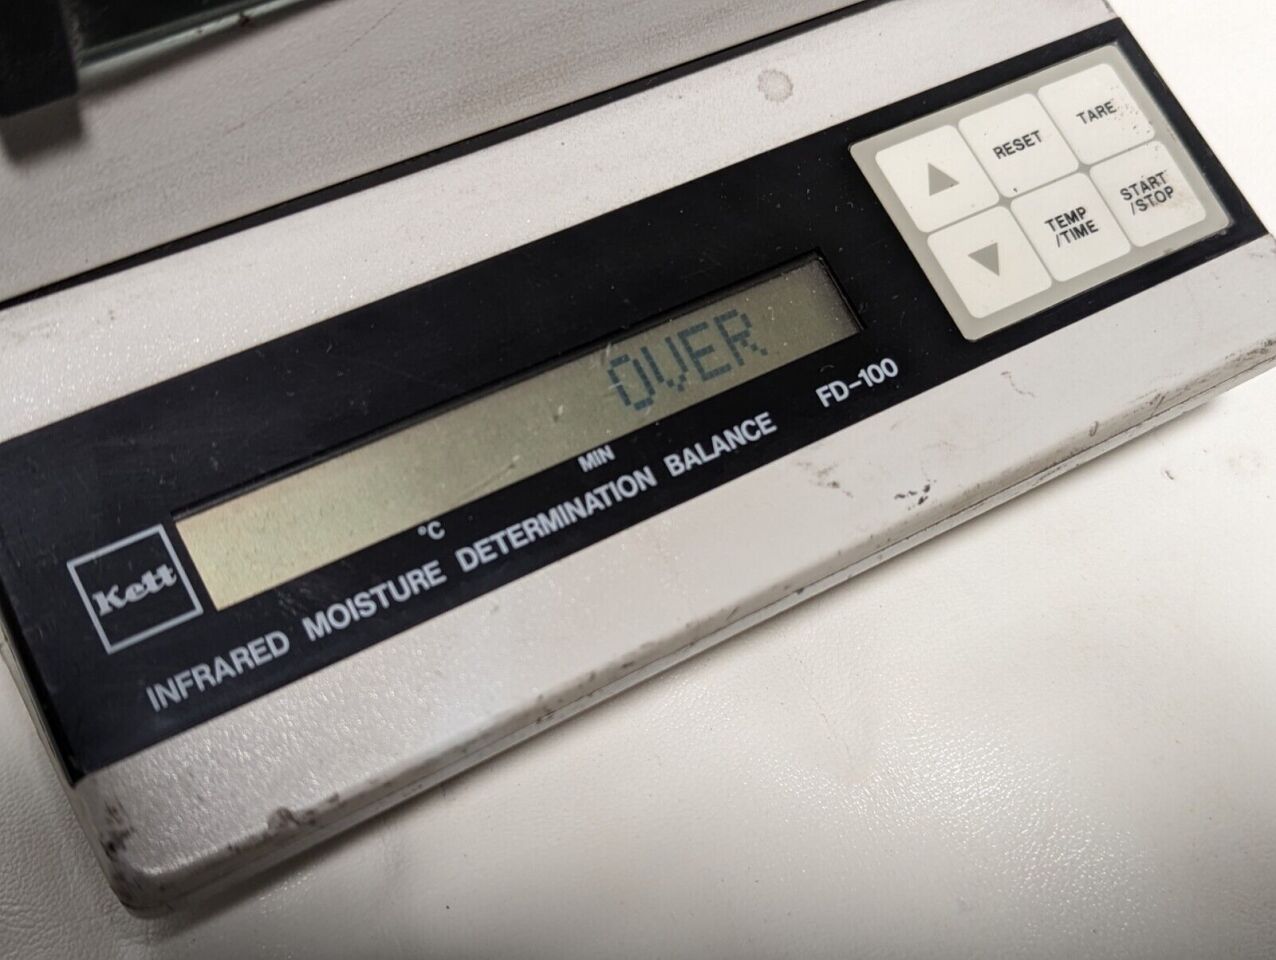 ▲ RESET TARE
▼ TEMP
/TIME
START
/STOP
OVER
°C MIN
Kett
INFRARED MOISTURE DETERMINATION BALANCE FD-100